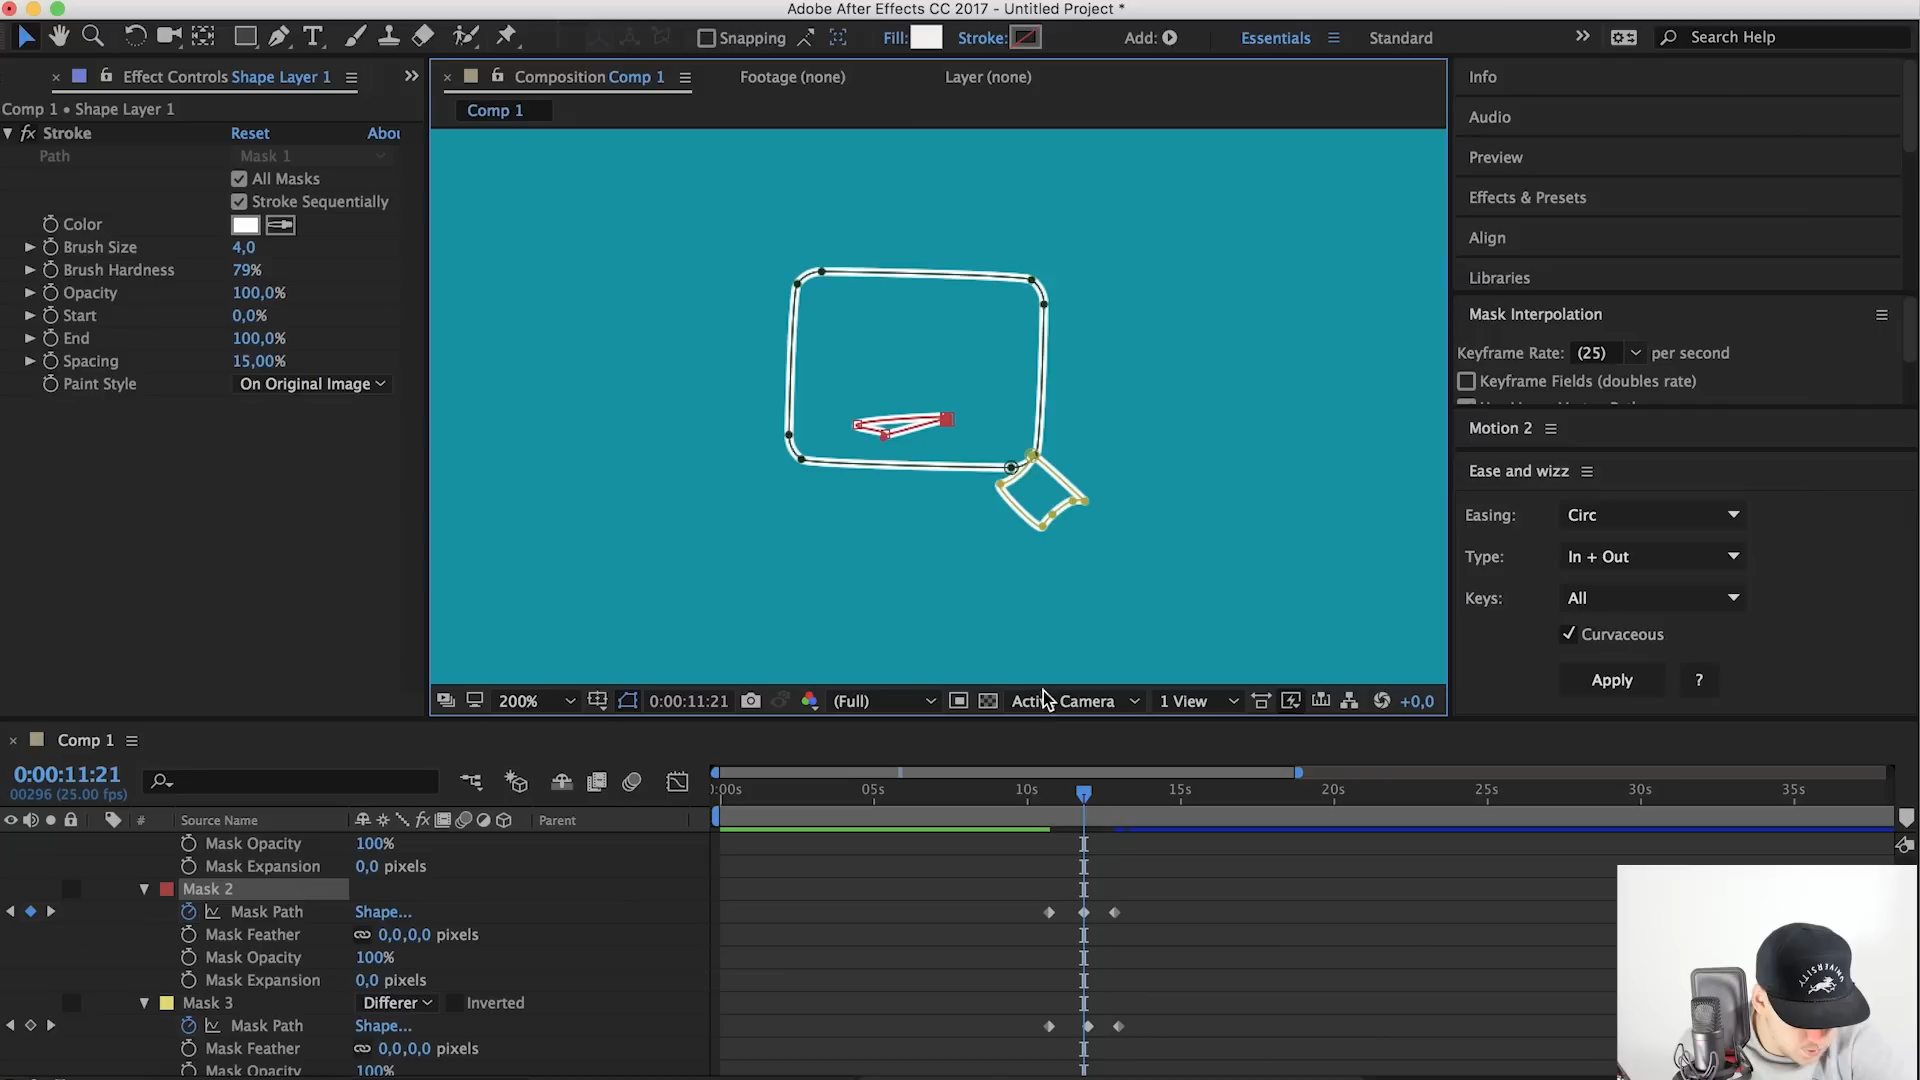 Adobe After Effects CC 2017 - Untitled Project *
Snapping
Fill:
Stroke:
Add:
Essentials
Standard
Search Help
Effect Controls Shape Layer 1
Composition Comp 1
Footage (none)
Layer (none)
Comp 1 • Shape Layer 1
Comp 1
fx Stroke
Reset
Abou
Path
Mask 1
All Masks
Stroke Sequentially
Color
Brush Size
4,0
Brush Hardness
79%
Opacity
100,0%
Start
0,0%
End
100,0%
Spacing
15,00%
Paint Style
On Original Image
Info
Audio
Preview
Effects & Presets
Align
Libraries
Mask Interpolation
Keyframe Rate: (25) per second
Keyframe Fields (doubles rate)
Motion 2
Ease and wizz
Easing: Circ
Type: In + Out
Keys: All
Curvaceous
Apply
?
200%
0:00:11:21
(Full)
Active Camera
1 View
+0,0
Comp 1
0:00:11:21
00296 (25.00 fps)
:00s 05s 10s 15s 20s 25s 30s 35s
# Source Name
fx
Parent
Mask Opacity 100%
Mask Expansion 0,0 pixels
Mask 2
Mask Path Shape...
Mask Feather 0,0,0,0 pixels
Mask Opacity 100%
Mask Expansion 0,0 pixels
Mask 3 Differer Inverted
Mask Path Shape...
Mask Feather 0,0,0,0 pixels
Mask Opacity 100%
UNIVERSITY